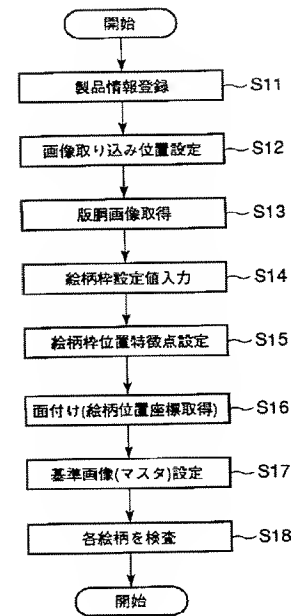 開始
製品情報登録 S11
画像取り込み位置設定 S12
版胴画像取得 S13
絵柄枠設定値入力 S14
絵柄枠位置特徴点設定 S15
面付け(絵柄位置座標取得) S16
基準画像(マスタ)設定 S17
各絵柄を検査 S18
開始